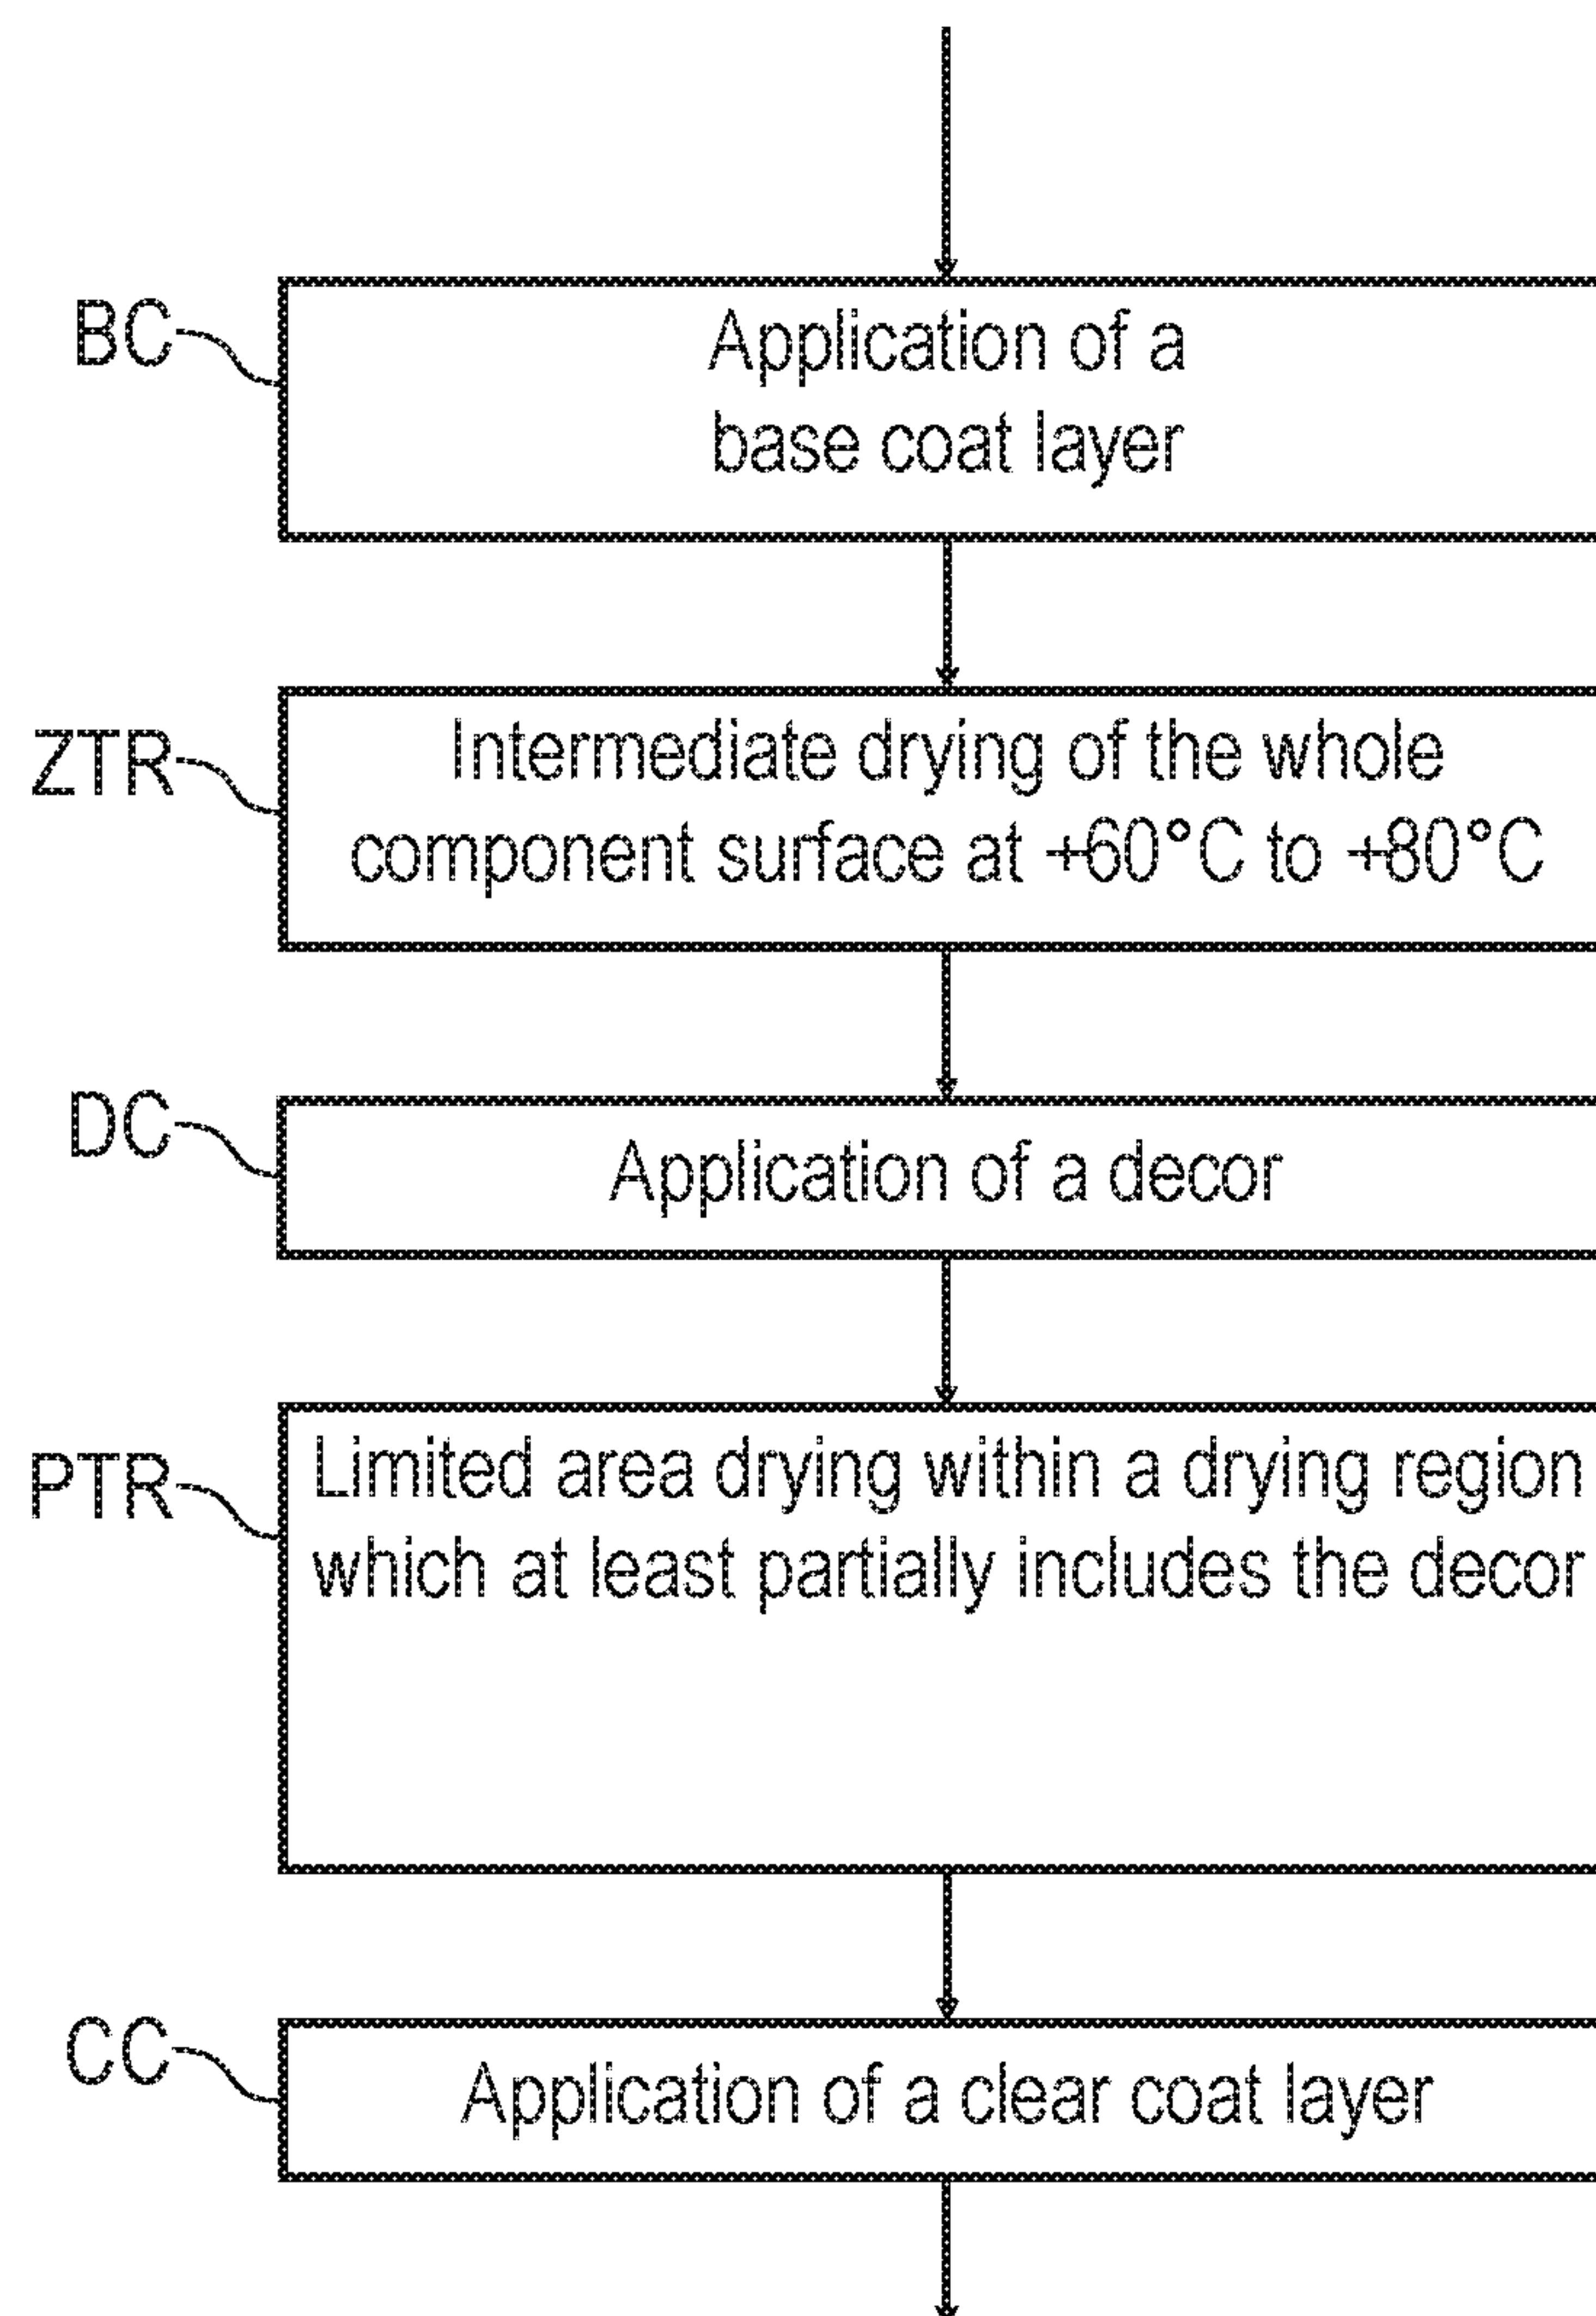 BC
Application of a
base coat layer
ZTR
Intermediate drying of the whole
component surface at +60°C to +80°C
DC
Application of a decor
PTR
Limited area drying within a drying region
which at least partially includes the decor
CC
Application of a clear coat layer